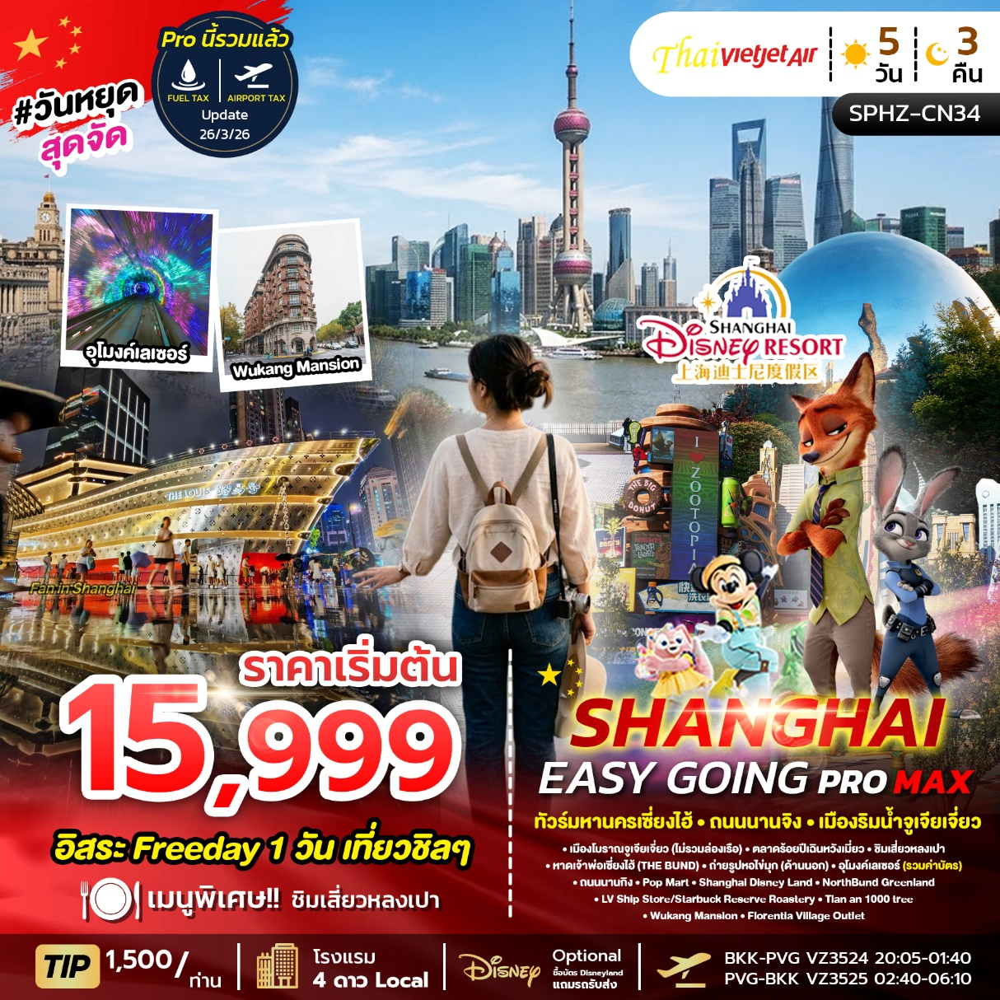 Pro นี้รวมแล้ว
FUEL TAX
AIRPORT TAX
Update
26/3/26
#วันหยุด
สุดจัด
Thai vietjet Air
5 วัน
3 คืน
SPHZ-CN34
อุโมงค์เลเซอร์
Wukang Mansion
SHANGHAI
DISNEY RESORT
上海迪士尼度假区
THE LOUIS 路易号
Fan in Shanghai
THE BIG DONUT
I ZOOTOPIA
ราคาเริ่มต้น
15,999
อิสระ Freeday 1 วัน เที่ยวชิลๆ
เมนูพิเศษ!! ชิมเสี่ยวหลงเปา
SHANGHAI
EASY GOING PRO MAX
ทัวร์มหานครเซี่ยงไฮ้ • ถนนนานจิง • เมืองริมน้ำจูเจียเจี่ยว
• เมืองโบราณจูเจียเจี่ยว (ไม่รวมล่องเรือ) • ตลาดร้อยปีเฉินหวังเมี่ยว • ชิมเสี่ยวหลงเปา
• หาดเจ้าพ่อเซี่ยงไฮ้ (THE BUND) • ถ่ายรูปหอไข่มุก (ด้านนอก) • อุโมงค์เลเซอร์ (รวมค่าบัตร)
• ถนนนานกิง • Pop Mart • Shanghai Disney Land • NorthBund Greenland
• LV Ship Store/Starbuck Reserve Roastery • Tian an 1000 tree
• Wukang Mansion • Florentia Village Outlet
TIP 1,500/ท่าน
โรงแรม
4 ดาว Local
Disney
Optional
ซื้อบัตร Disneyland
แถมรถรับส่ง
BKK-PVG VZ3524 20:05-01:40
PVG-BKK VZ3525 02:40-06:10